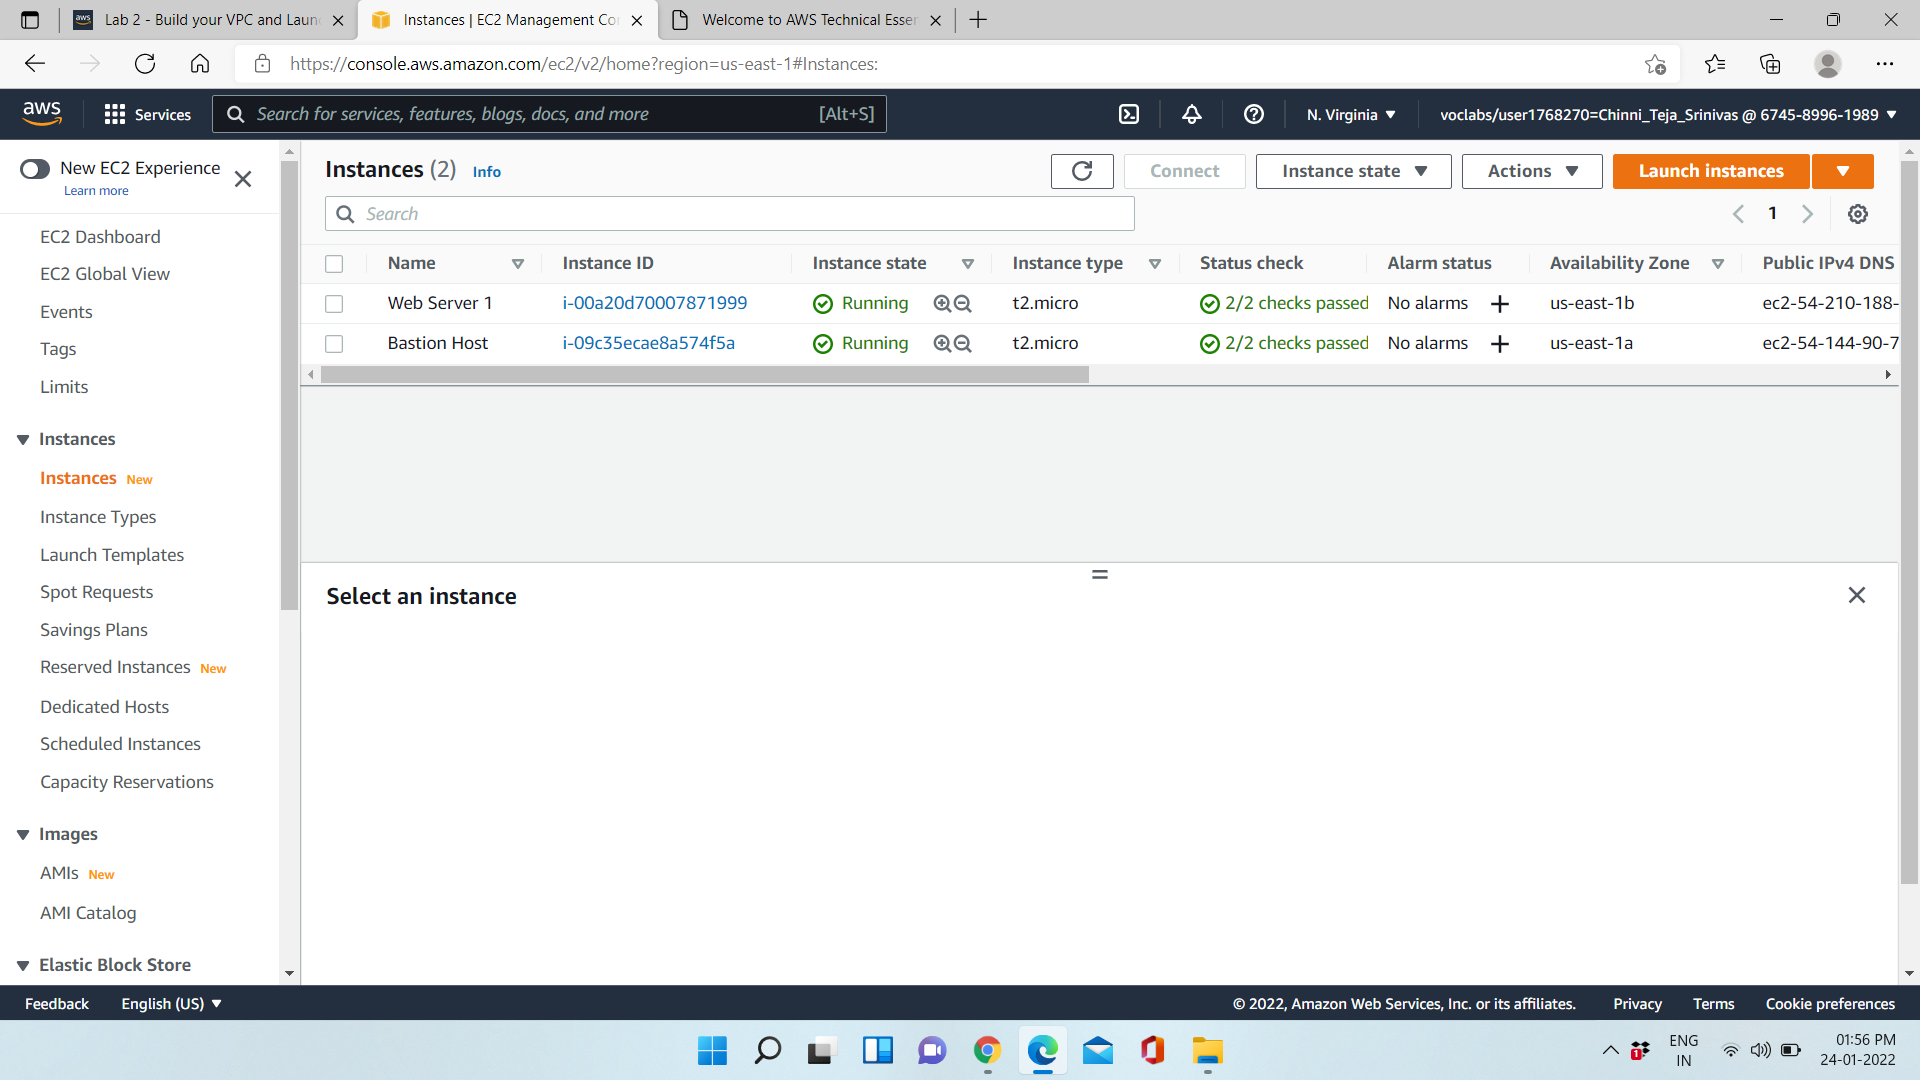 Lab 2 - Build your VPC and Laun
Instances | EC2 Management Co
Welcome to AWS Technical Esser
https://console.aws.amazon.com/ec2/v2/home?region=us-east-1#Instances:
aws
Services
Search for services, features, blogs, docs, and more
[Alt+S]
N. Virginia
voclabs/user1768270=Chinni_Teja_Srinivas @ 6745-8996-1989
New EC2 Experience
Learn more
EC2 Dashboard
EC2 Global View
Events
Tags
Limits
Instances
Instances New
Instance Types
Launch Templates
Spot Requests
Savings Plans
Reserved Instances New
Dedicated Hosts
Scheduled Instances
Capacity Reservations
Images
AMIs New
AMI Catalog
Elastic Block Store
Instances (2) Info
Connect
Instance state
Actions
Launch instances
Search
1
Name Instance ID Instance state Instance type Status check Alarm status Availability Zone Public IPv4 DNS
Web Server 1 i-00a20d70007871999 Running t2.micro 2/2 checks passed No alarms us-east-1b ec2-54-210-188-
Bastion Host i-09c35ecae8a574f5a Running t2.micro 2/2 checks passed No alarms us-east-1a ec2-54-144-90-7
Select an instance
Feedback English (US)
© 2022, Amazon Web Services, Inc. or its affiliates. Privacy Terms Cookie preferences
1
ENG
IN
01:56 PM
24-01-2022